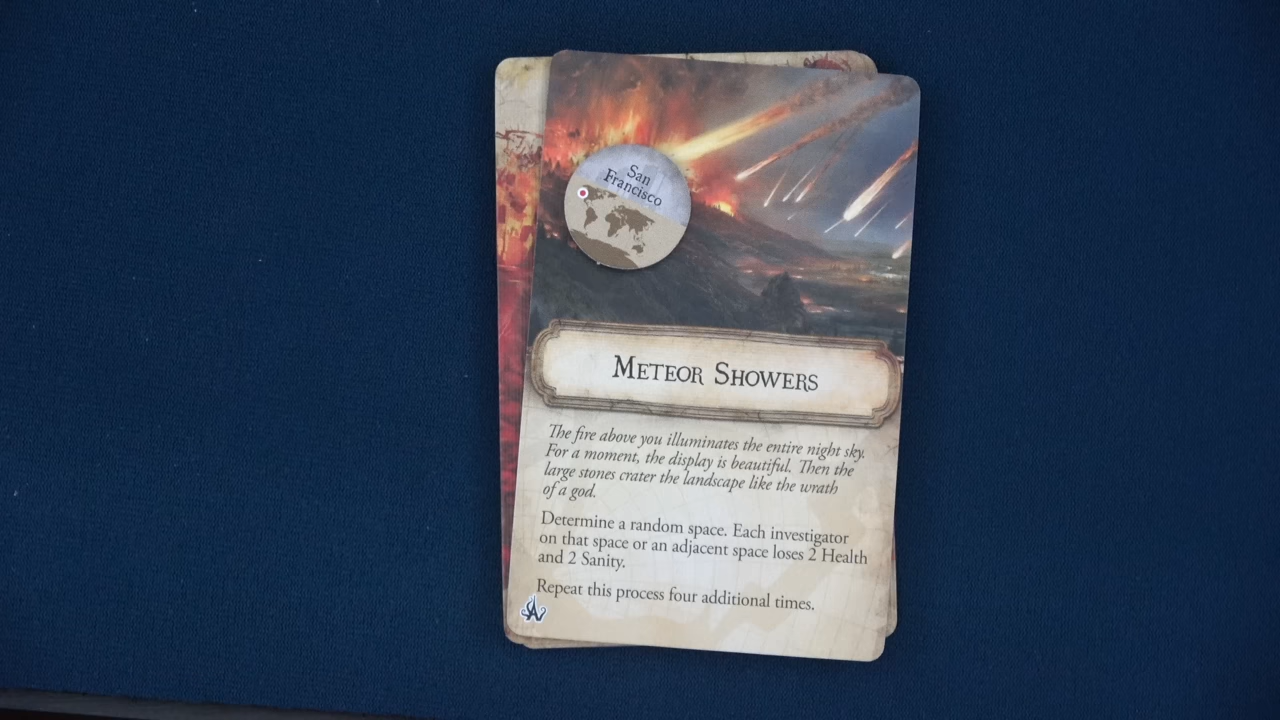 San
Francisco
METEOR SHOWERS
The fire above you illuminates the entire night sky.
For a moment, the display is beautiful. Then the
large stones crater the landscape like the wrath
of a god.
Determine a random space. Each investigator
on that space or an adjacent space loses 2 Health
and 2 Sanity.
Repeat this process four additional times.